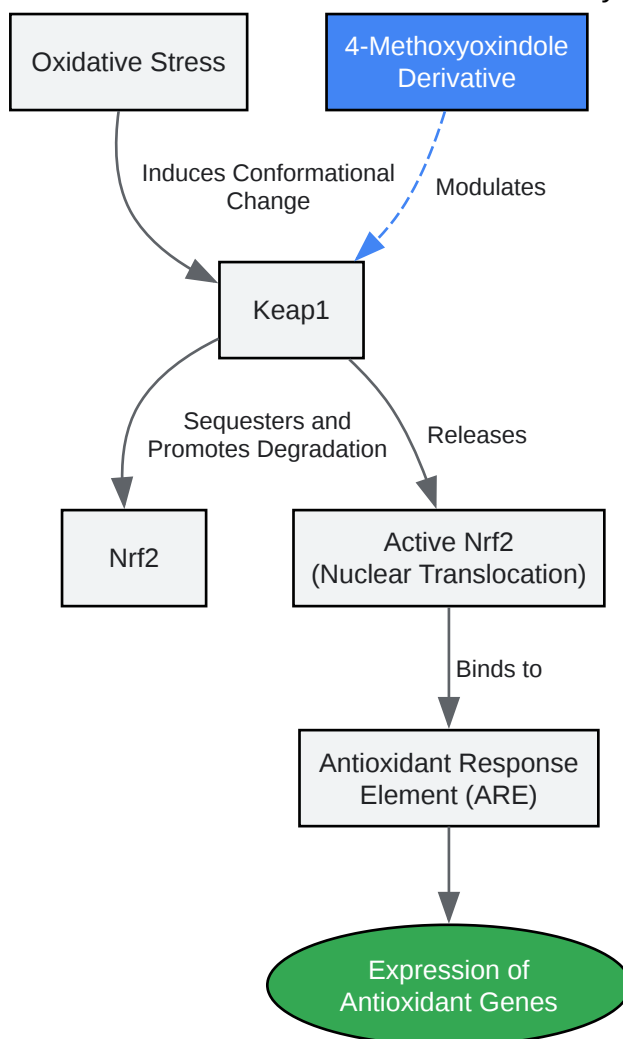 Oxidative Stress
4-Methoxyoxindole
Derivative
Induces Conformational
Change
Modulates
Keap1
Sequesters and
Promotes Degradation
Releases
Nrf2
Active Nrf2
(Nuclear Translocation)
Binds to
Antioxidant Response
Element (ARE)
Expression of
Antioxidant Genes